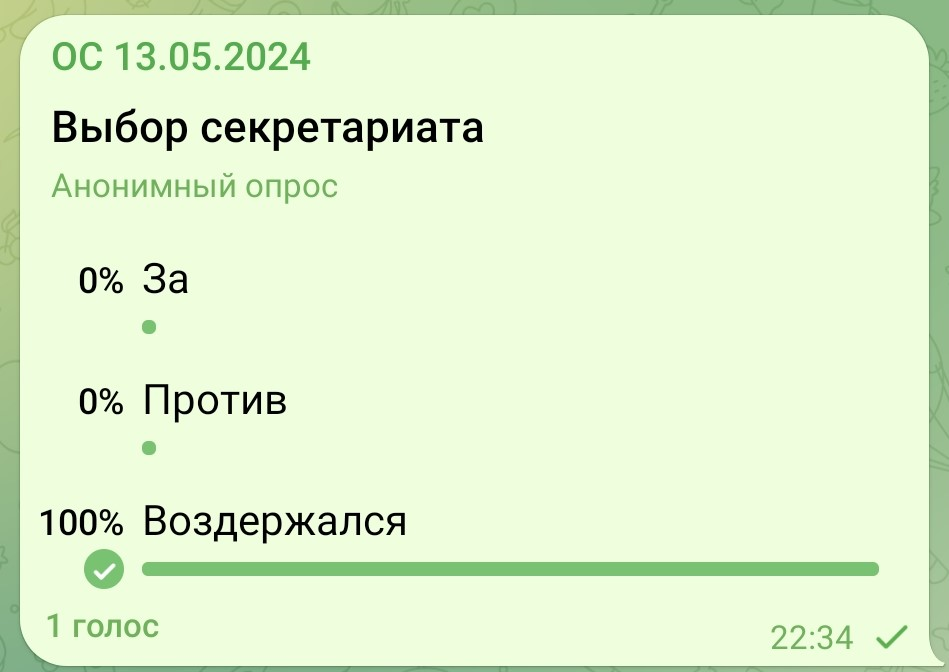 ОС 13.05.2024
Выбор секретариата
Анонимный опрос
0% За
0% Против
100% Воздержался
1 голос
22:34